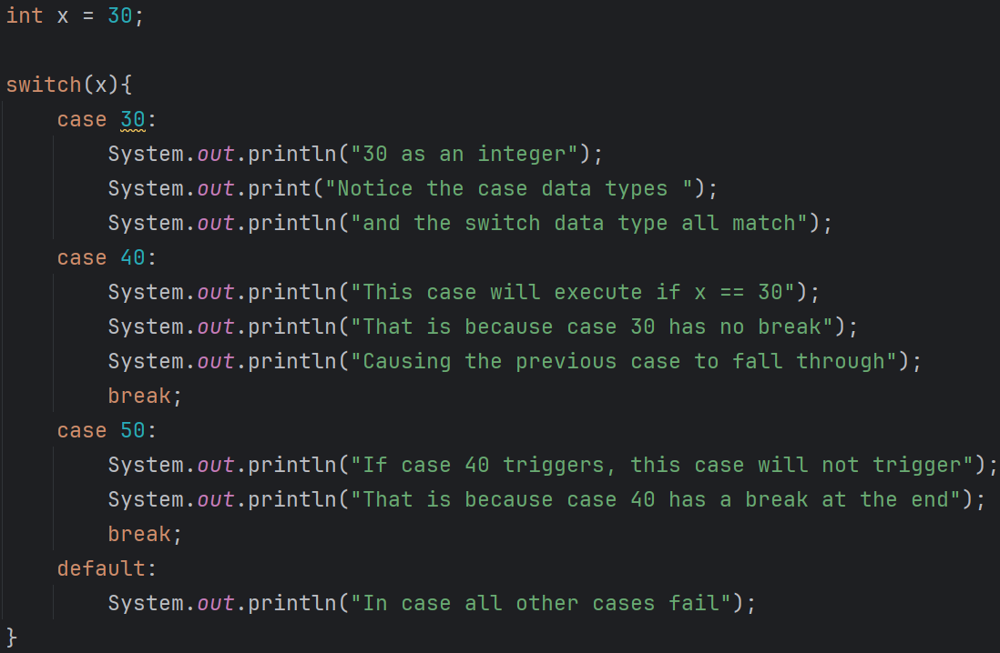 int x = 30;
switch(x){
case 30:
System.out.println("30 as an integer");
System.out.print("Notice the case data types ");
System.out.println("and the switch data type all match");
case 40:
System.out.println("This case will execute if x == 30");
System.out.println("That is because case 30 has no break");
System.out.println("Causing the previous case to fall through");
break;
case 50:
System.out.println("If case 40 triggers, this case will not trigger");
System.out.println("That is because case 40 has a break at the end");
break;
default:
System.out.println("In case all other cases fail");
}